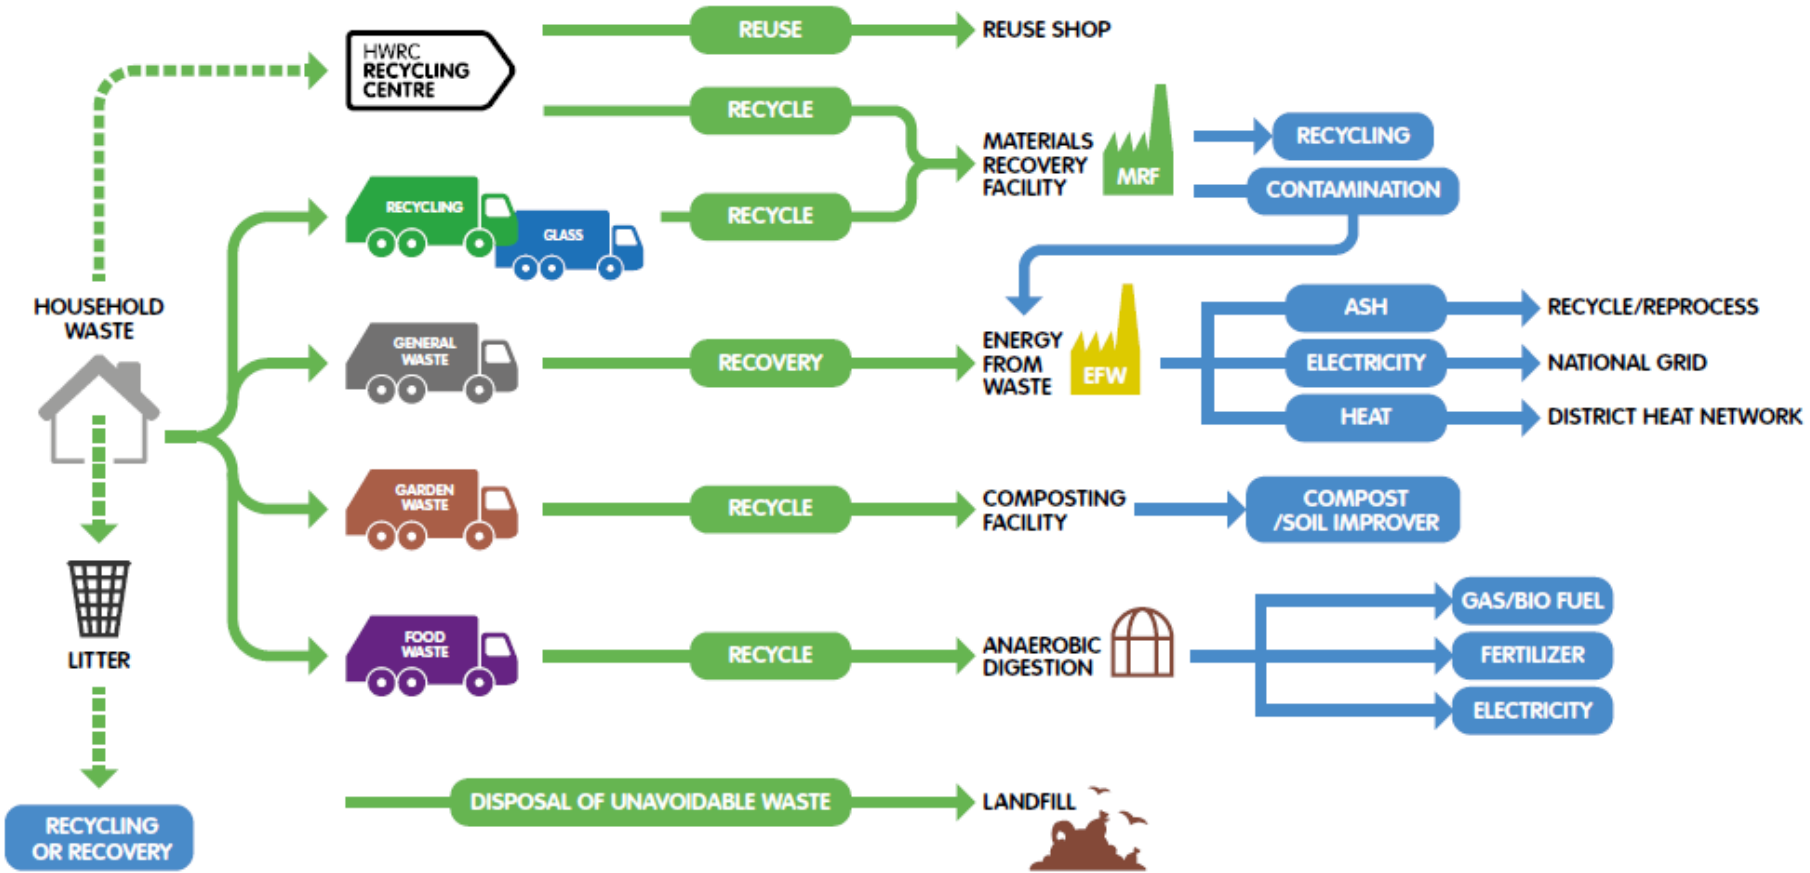 REUSE
REUSE SHOP
HWRC
RECYCLING
CENTRE
RECYCLE
MATERIALS
RECOVERY
FACILITY
MRF
RECYCLING
CONTAMINATION
RECYCLING
GLASS
RECYCLE
HOUSEHOLD
WASTE
GENERAL
WASTE
RECOVERY
ENERGY
FROM
WASTE
EFW
ASH
RECYCLE/REPROCESS
ELECTRICITY
NATIONAL GRID
HEAT
DISTRICT HEAT NETWORK
GARDEN
WASTE
RECYCLE
COMPOSTING
FACILITY
COMPOST
/SOIL IMPROVER
FOOD
WASTE
RECYCLE
ANAEROBIC
DIGESTION
GAS/BIO FUEL
FERTILIZER
ELECTRICITY
LITTER
RECYCLING
OR RECOVERY
DISPOSAL OF UNAVOIDABLE WASTE
LANDFILL